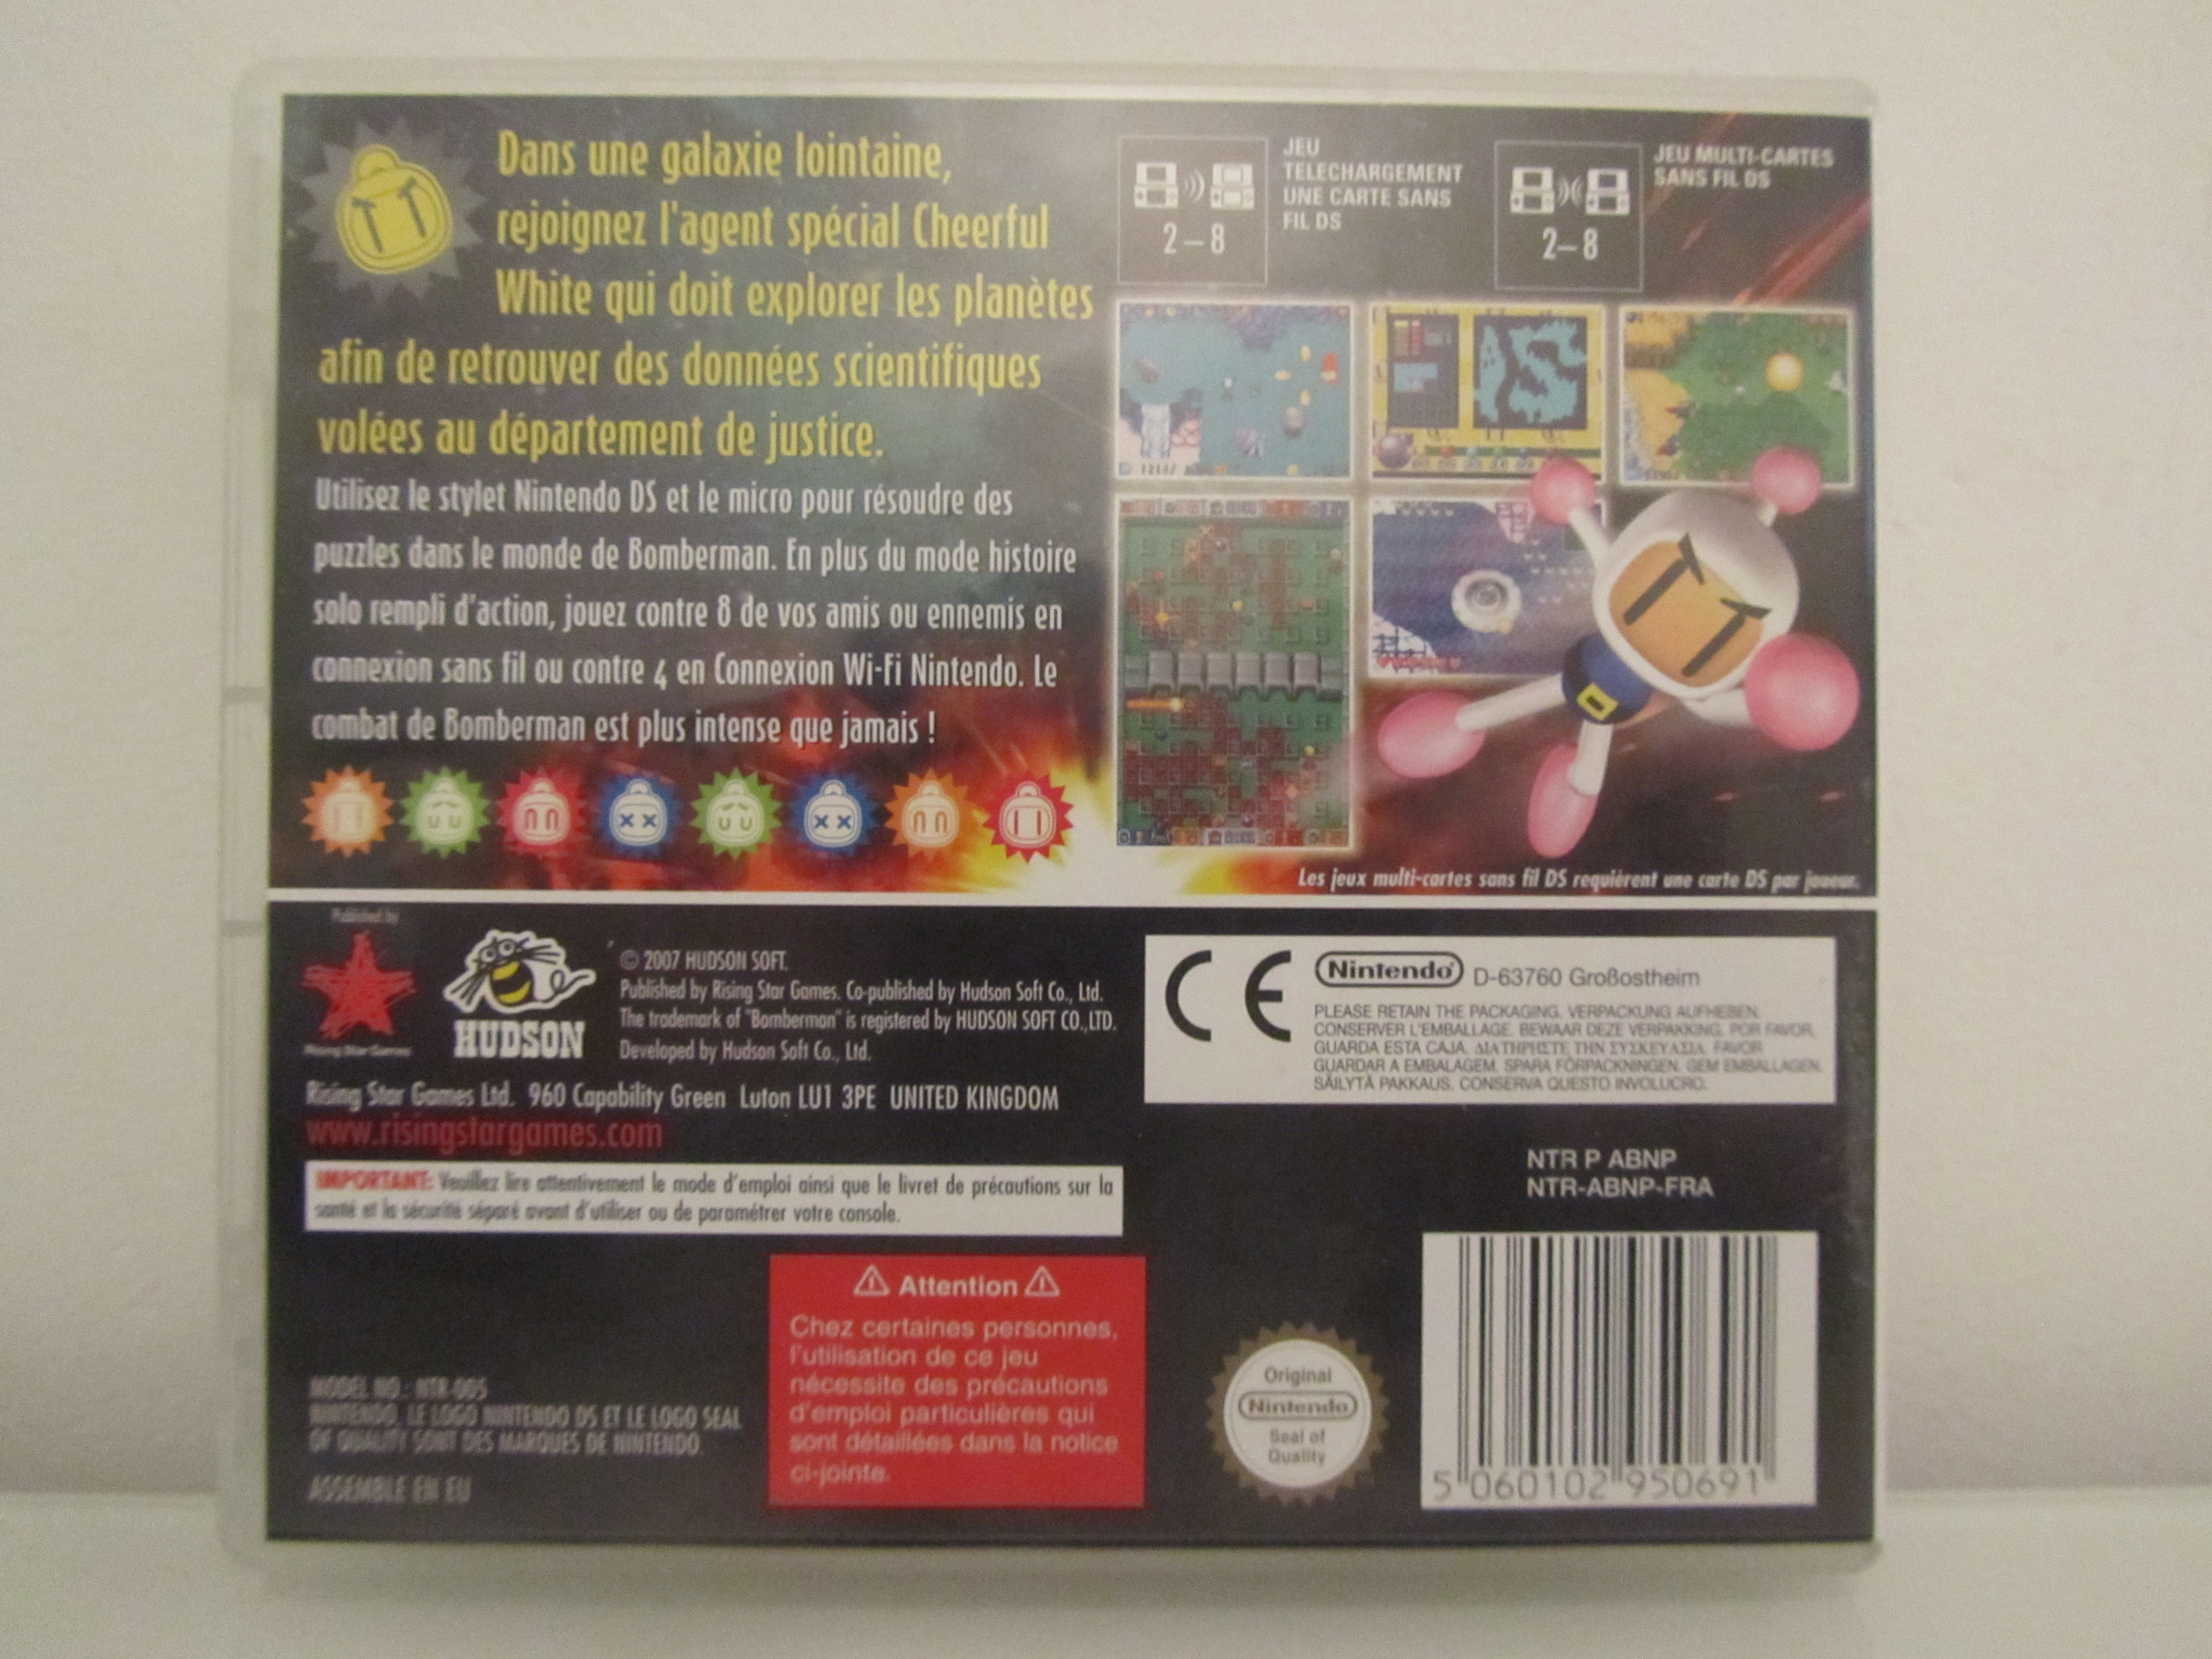 Dans une galaxie lointaine,
rejoignez l'agent spécial Cheerful
White qui doit explorer les planètes
afin de retrouver des données scientifiques
volées au département de justice.
Utilisez le stylet Nintendo DS et le micro pour résoudre des
puzzles dans le monde de Bomberman. En plus du mode histoire
solo rempli d'action, jouez contre 8 de vos amis ou ennemis en
connexion sans fil ou contre 4 en Connexion Wi-Fi Nintendo. Le
combat de Bomberman est plus intense que jamais !
2–8
JEU
TELECHARGEMENT
UNE CARTE SANS
FIL DS
2–8
JEU MULTI-CARTES
SANS FIL DS
Les jeux multi-cartes sans fil DS requièrent une carte DS par joueur.
Published by
Rising Star Games
HUDSON
© 2007 HUDSON SOFT.
Published by Rising Star Games. Co-published by Hudson Soft Co., Ltd.
The trademark of "Bomberman" is registered by HUDSON SOFT CO.,LTD.
Developed by Hudson Soft Co., Ltd.
Rising Star Games Ltd. 960 Capability Green Luton LU1 3PE UNITED KINGDOM
www.risingstargames.com
IMPORTANT: Veuillez lire attentivement le mode d'emploi ainsi que le livret de précautions sur la
santé et la sécurité séparé avant d'utiliser ou de paramétrer votre console.
CE
Nintendo D-63760 Großostheim
PLEASE RETAIN THE PACKAGING. VERPACKUNG AUFHEBEN.
CONSERVER L'EMBALLAGE. BEWAAR DEZE VERPAKKING. POR FAVOR,
GUARDA ESTA CAJA. ΔΙΑΤΗΡΗΣΤΕ ΤΗΝ ΣΥΣΚΕΥΑΣΙΑ. FAVOR
GUARDAR A EMBALAGEM. SPARA FÖRPACKNINGEN. GEM EMBALLAGEN.
SÄILYTÄ PAKKAUS. CONSERVA QUESTO INVOLUCRO.
NTR P ABNP
NTR-ABNP-FRA
Attention
Chez certaines personnes,
l'utilisation de ce jeu
nécessite des précautions
d'emploi particulières qui
sont détaillées dans la notice
ci-jointe.
MODEL NO.: NTR-005
NINTENDO, LE LOGO NINTENDO DS ET LE LOGO SEAL
OF QUALITY SONT DES MARQUES DE NINTENDO.
ASSEMBLE EN EU
Original
Nintendo
Seal of
Quality
5 060102 950691